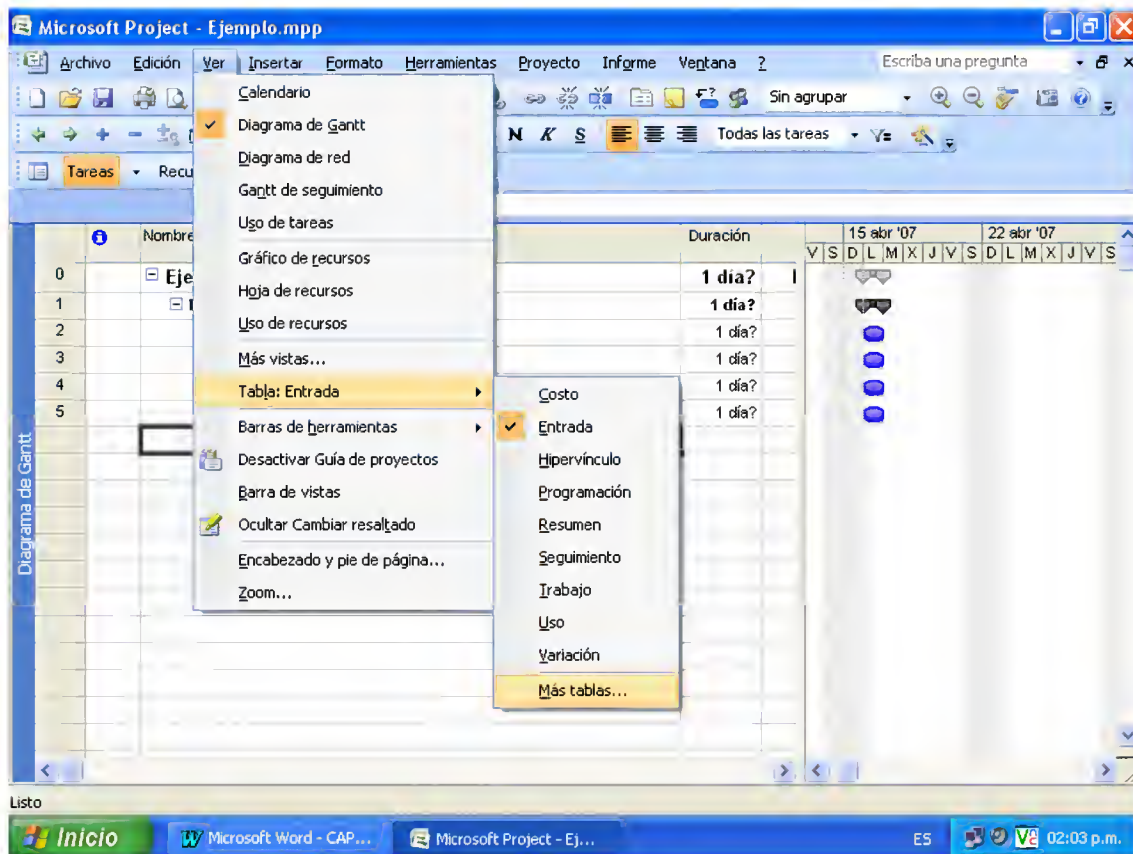 Microsoft Project - Ejemplo.mpp
Archivo Edición Ver Insertar Formato Herramientas Proyecto Informe Ventana ? Escriba una pregunta
Sin agrupar
N K S Todas las tareas
Tareas Recu
Calendario
Diagrama de Gantt
Diagrama de red
Gantt de seguimiento
Uso de tareas
Gráfico de recursos
Hoja de recursos
Uso de recursos
Más vistas...
Tabla: Entrada
Barras de herramientas
Desactivar Guía de proyectos
Barra de vistas
Ocultar Cambiar resaltado
Encabezado y pie de página...
Zoom...
Costo
Entrada
Hipervínculo
Programación
Resumen
Seguimiento
Trabajo
Uso
Variación
Más tablas...
Nombre Duración 15 abr '07 22 abr '07
V S D L M X J V S D L M X J V S
0 Eje 1 día?
1 1 día?
2 1 día?
3 1 día?
4 1 día?
5 1 día?
Diagrama de Gantt
Listo
Inicio Microsoft Word - CAP... Microsoft Project - Ej... ES 02:03 p.m.